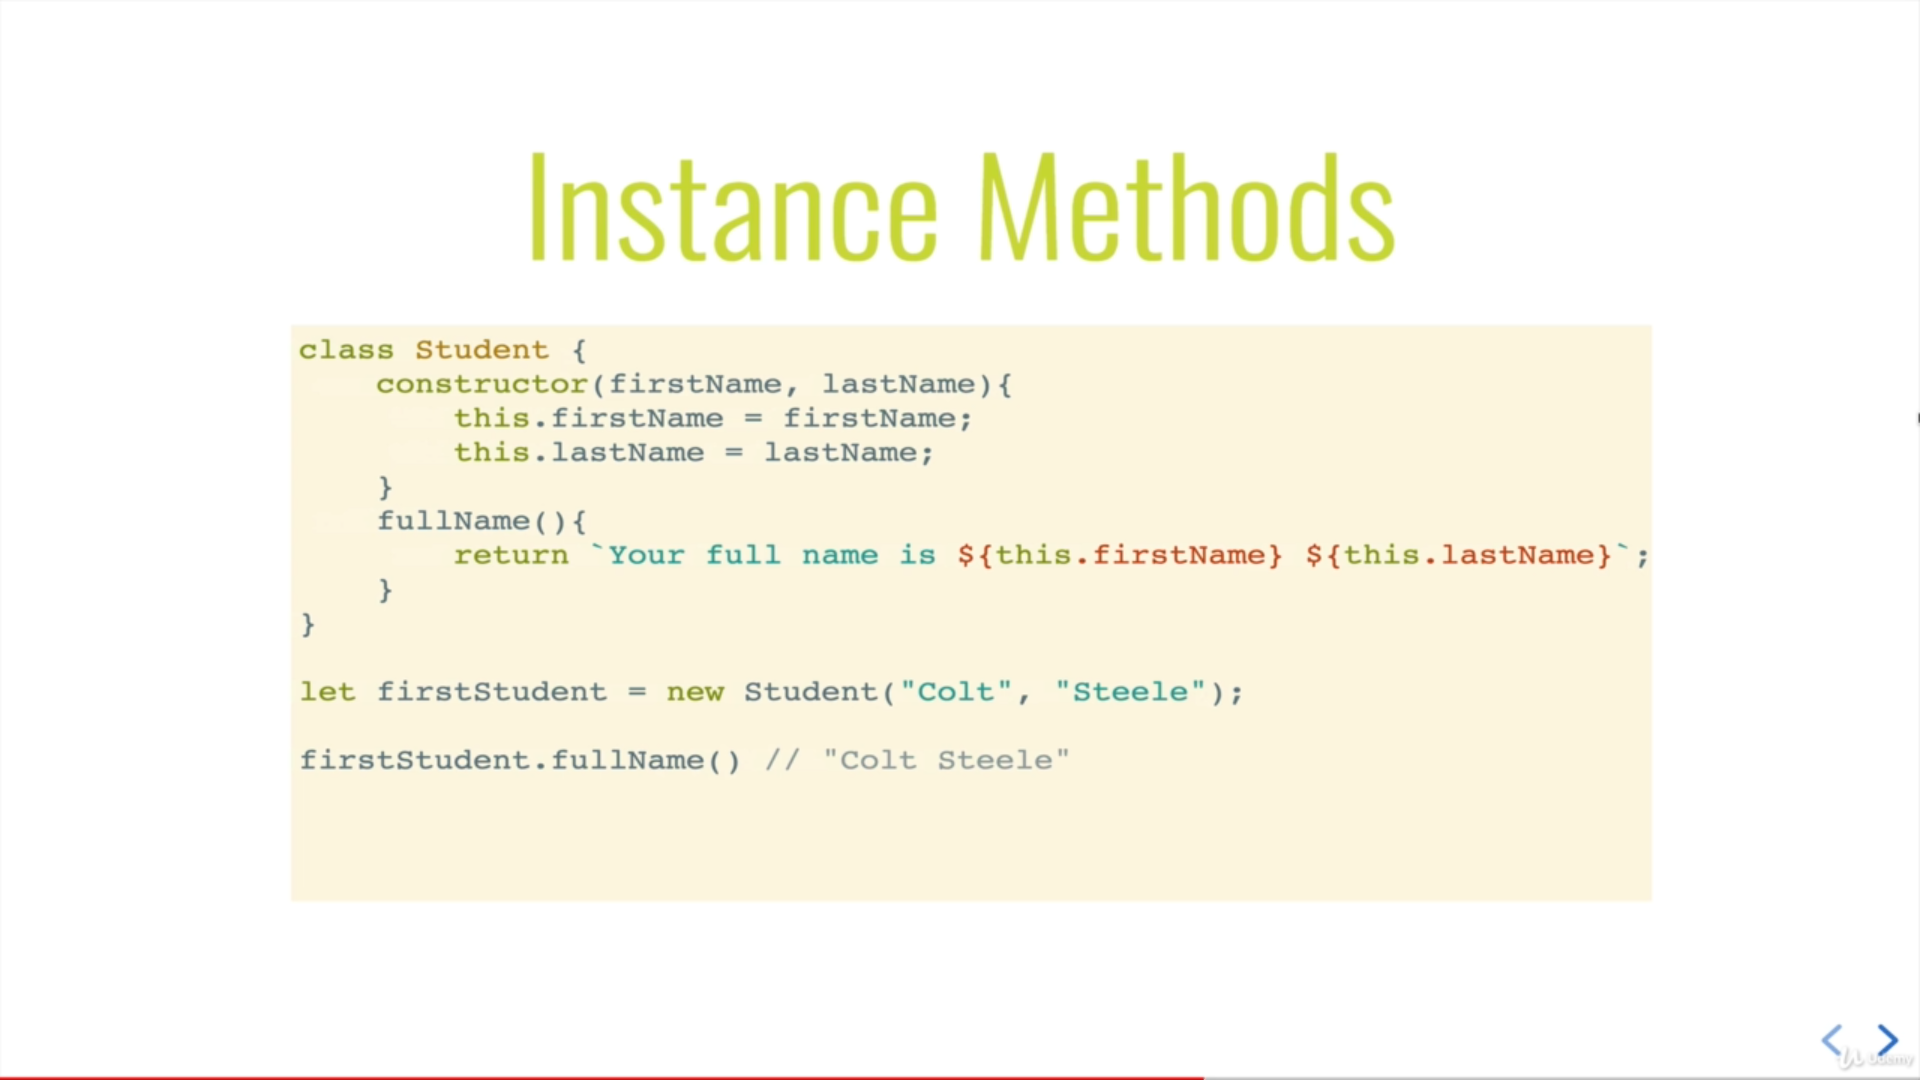 Instance Methods
class Student {
    constructor(firstName, lastName){
        this.firstName = firstName;
        this.lastName = lastName;
    }
    fullName(){
        return `Your full name is ${this.firstName} ${this.lastName}`;
    }
}
let firstStudent = new Student("Colt", "Steele");
firstStudent.fullName() // "Colt Steele"
Udemy